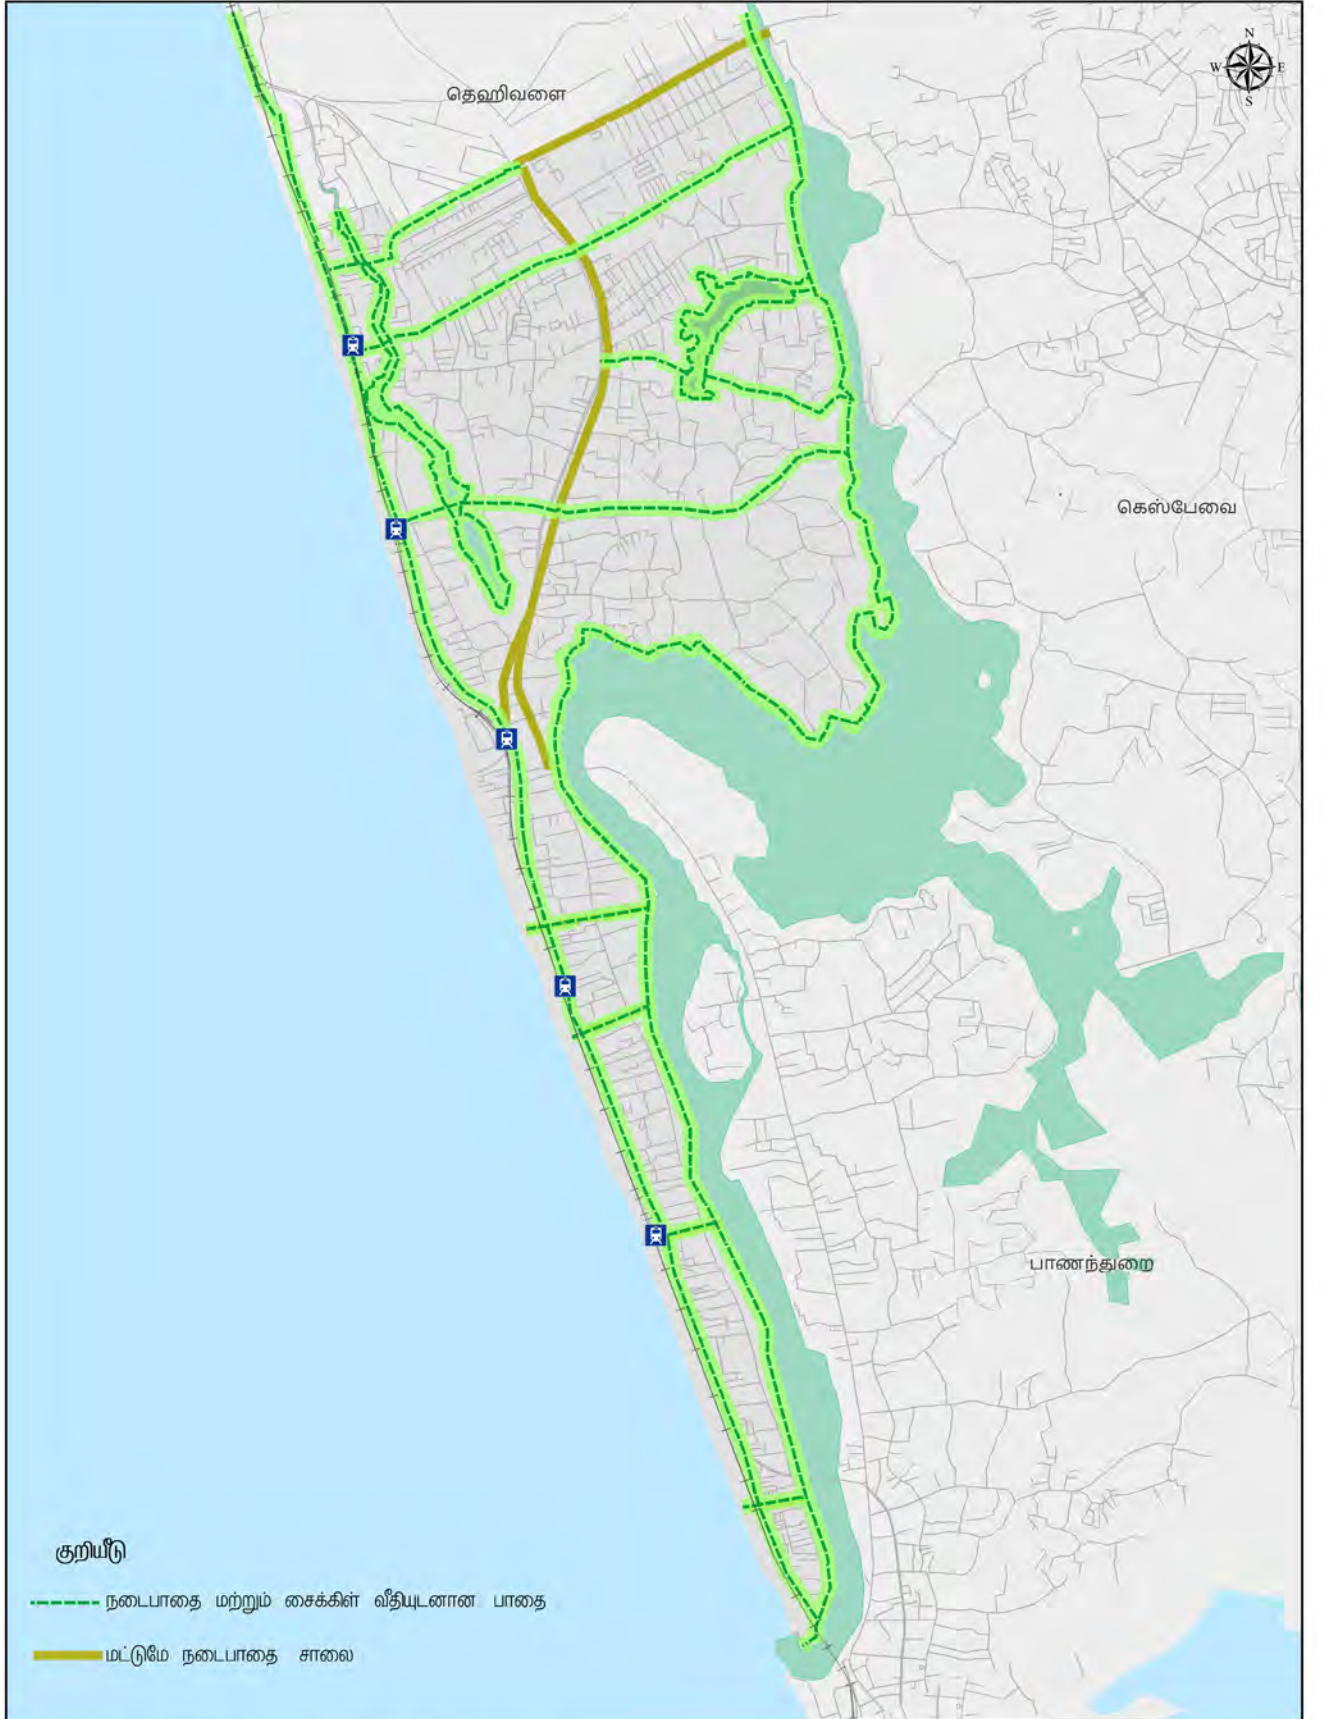 N
W E
S
தெஹிவளை
கெஸ்பேவை
பாணந்துறை
குறியீடு
நடைபாதை மற்றும் சைக்கிள் வீதியுடனான பாதை
மட்டுமே நடைபாதை சாலை